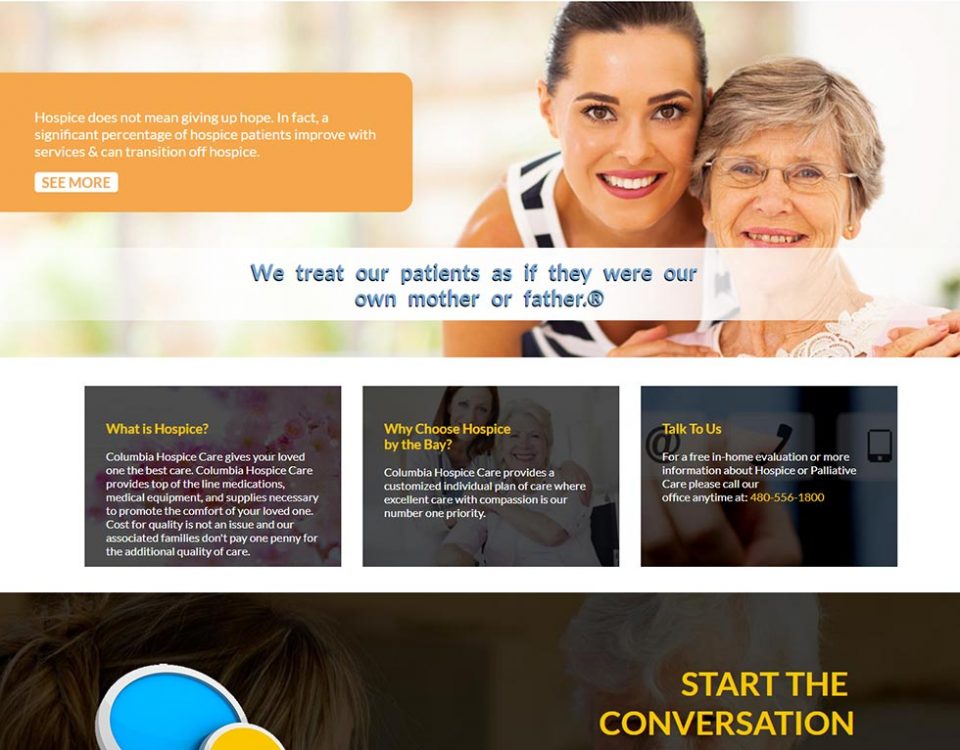 Hospice does not mean giving up hope. In fact, a
significant percentage of hospice patients improve with
services & can transition off hospice.
SEE MORE
We treat our patients as if they were our
own mother or father.®
What is Hospice?
Columbia Hospice Care gives your loved
one the best care. Columbia Hospice Care
provides top of the line medications,
medical equipment, and supplies necessary
to promote the comfort of your loved one.
Cost for quality is not an issue and our
associated families don't pay one penny for
the additional quality of care.
Why Choose Hospice
by the Bay?
Columbia Hospice Care provides a
customized individual plan of care where
excellent care with compassion is our
number one priority.
Talk To Us
@
For a free in-home evaluation or more
information about Hospice or Palliative
Care please call our
office anytime at: 480-556-1800
START THE
CONVERSATION